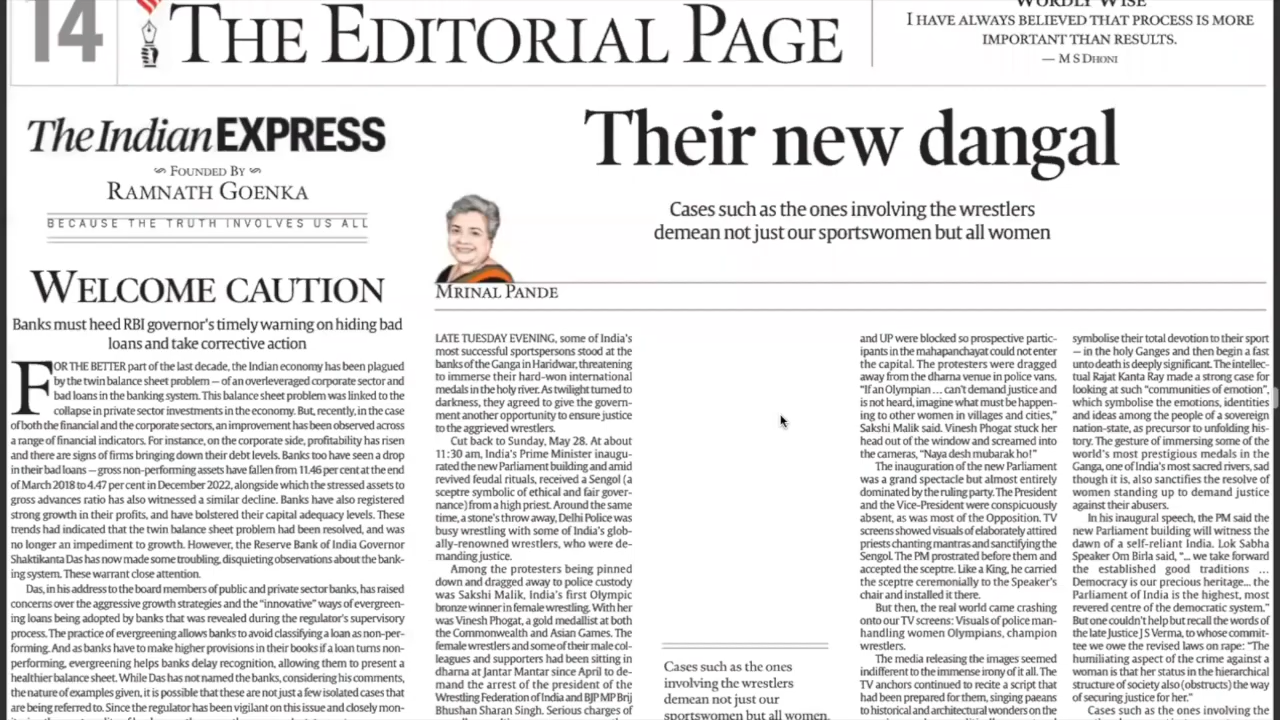 14
THE EDITORIAL PAGE
WORDLY WISE
I HAVE ALWAYS BELIEVED THAT PROCESS IS MORE
IMPORTANT THAN RESULTS.
— M S DHONI
The Indian EXPRESS
FOUNDED BY
RAMNATH GOENKA
BECAUSE THE TRUTH INVOLVES US ALL
WELCOME CAUTION
Banks must heed RBI governor's timely warning on hiding bad
loans and take corrective action
FOR THE BETTER part of the last decade, the Indian economy has been plagued
by the twin balance sheet problem — of an overleveraged corporate sector and
bad loans in the banking system. This balance sheet problem was linked to the
collapse in private sector investments in the economy. But, recently, in the case
of both the financial and the corporate sectors, an improvement has been observed across
a range of financial indicators. For instance, on the corporate side, profitability has risen
and there are signs of firms bringing down their debt levels. Banks too have seen a drop
in their bad loans — gross non-performing assets have fallen from 11.46 per cent at the end
of March 2018 to 4.47 per cent in December 2022, alongside which the stressed assets to
gross advances ratio has also witnessed a similar decline. Banks have also registered
strong growth in their profits, and have bolstered their capital adequacy levels. These
trends had indicated that the twin balance sheet problem had been resolved, and was
no longer an impediment to growth. However, the Reserve Bank of India Governor
Shaktikanta Das has now made some troubling, disquieting observations about the bank-
ing system. These warrant close attention.
Das, in his address to the board members of public and private sector banks, has raised
concerns over the aggressive growth strategies and the "innovative" ways of evergreen-
ing loans being adopted by banks that was revealed during the regulator's supervisory
process. The practice of evergreening allows banks to avoid classifying a loan as non-per-
forming. And as banks have to make higher provisions in their books if a loan turns non-
performing, evergreening helps banks delay recognition, allowing them to present a
healthier balance sheet. While Das has not named the banks, considering his comments,
the nature of examples given, it is possible that these are not just a few isolated cases that
are being referred to. Since the regulator has been vigilant on this issue and closely mon-
Their new dangal
Cases such as the ones involving the wrestlers
demean not just our sportswomen but all women
MRINAL PANDE
LATE TUESDAY EVENING, some of India's
most successful sportspersons stood at the
banks of the Ganga in Haridwar, threatening
to immerse their hard-won international
medals in the holy river. As twilight turned to
darkness, they agreed to give the govern-
ment another opportunity to ensure justice
to the aggrieved wrestlers.
Cut back to Sunday, May 28. At about
11:30 am, India's Prime Minister inaugu-
rated the new Parliament building and amid
revived feudal rituals, received a Sengol (a
sceptre symbolic of ethical and fair gover-
nance) from a high priest. Around the same
time, a stone's throw away, Delhi Police was
busy wrestling with some of India's glob-
ally-renowned wrestlers, who were de-
manding justice.
Among the protesters being pinned
down and dragged away to police custody
was Sakshi Malik, India's first Olympic
bronze winner in female wrestling. With her
was Vinesh Phogat, a gold medallist at both
the Commonwealth and Asian Games. The
female wrestlers and some of their male col-
leagues and supporters had been sitting in
dharna at Jantar Mantar since April to de-
mand the arrest of the president of the
Wrestling Federation of India and BJP MP Brij
Bhushan Sharan Singh. Serious charges of
Cases such as the ones
involving the wrestlers
demean not just our
sportswomen but all women.
and UP were blocked so prospective partic-
ipants in the mahapanchayat could not enter
the capital. The protesters were dragged
away from the dharna venue in police vans.
"If an Olympian ... can't demand justice and
is not heard, imagine what must be happen-
ing to other women in villages and cities,"
Sakshi Malik said. Vinesh Phogat stuck her
head out of the window and screamed into
the cameras, "Naya desh mubarak ho!"
The inauguration of the new Parliament
was a grand spectacle but almost entirely
dominated by the ruling party. The President
and the Vice-President were conspicuously
absent, as was most of the Opposition. TV
screens showed visuals of elaborately attired
priests chanting mantras and sanctifying the
Sengol. The PM prostrated before them and
accepted the sceptre. Like a King, he carried
the sceptre ceremonially to the Speaker's
chair and installed it there.
But then, the real world came crashing
onto our TV screens: Visuals of police man-
handling women Olympians, champion
wrestlers.
The media releasing the images seemed
indifferent to the immense irony of it all. The
TV anchors continued to recite a script that
had been prepared for them, singing paeans
to historical and architectural wonders on the
symbolise their total devotion to their sport
— in the holy Ganges and then begin a fast
unto death is deeply significant. The intellec-
tual Rajat Kanta Ray made a strong case for
looking at such "communities of emotion",
which symbolise the emotions, identities
and ideas among the people of a sovereign
nation-state, as precursor to unfolding his-
tory. The gesture of immersing some of the
world's most prestigious medals in the
Ganga, one of India's most sacred rivers, sad
though it is, also sanctifies the resolve of
women standing up to demand justice
against their abusers.
In his inaugural speech, the PM said the
new Parliament building will witness the
dawn of a self-reliant India. Lok Sabha
Speaker Om Birla said, "... we take forward
the established good traditions ...
Democracy is our precious heritage... the
Parliament of India is the highest, most
revered centre of the democratic system."
But one couldn't help but recall the words of
the late Justice J S Verma, to whose commit-
tee we owe the revised laws on rape: "The
humiliating aspect of the crime against a
woman is that her status in the hierarchical
structure of society also (obstructs) the way
of securing justice for her."
Cases such as the ones involving the